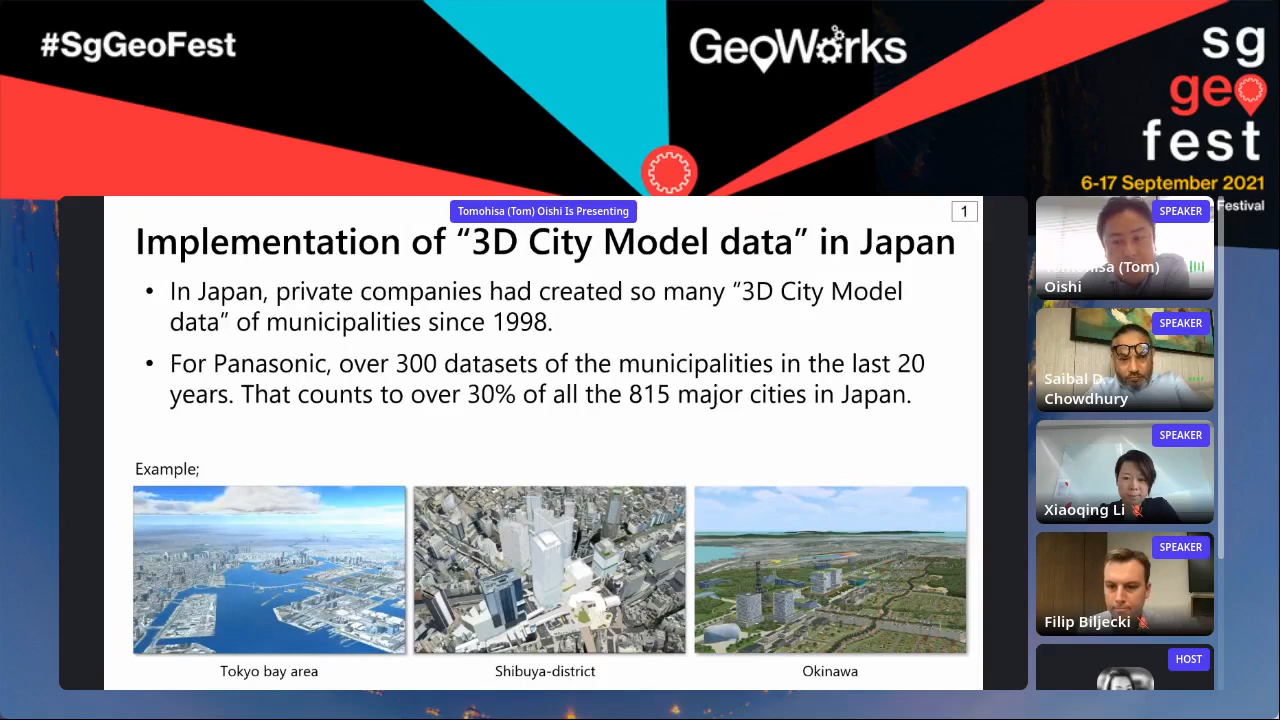 #SgGeoFest
GeoWorks
sg
geo
fest
6-17 September 2021
Festival
Tomohisa (Tom) Oishi Is Presenting
1
Implementation of “3D City Model data” in Japan
• In Japan, private companies had created so many “3D City Model
data” of municipalities since 1998.
• For Panasonic, over 300 datasets of the municipalities in the last 20
years. That counts to over 30% of all the 815 major cities in Japan.
Example;
Tokyo bay area
Shibuya-district
Okinawa
SPEAKER
Tomohisa (Tom)
Oishi
SPEAKER
Saibal D.
Chowdhury
SPEAKER
Xiaoqing Li
SPEAKER
Filip Biljecki
HOST